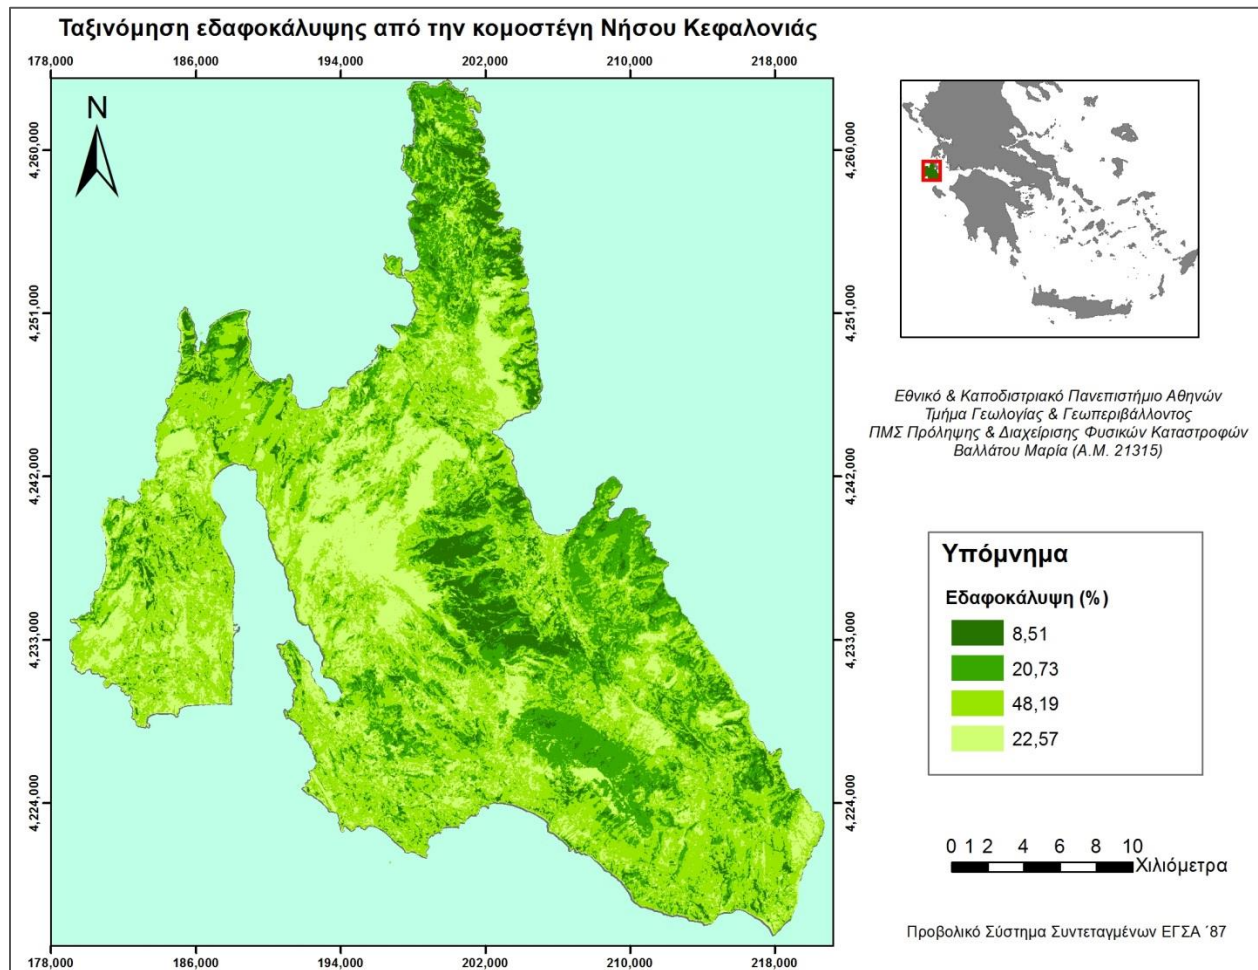 Ταξινόμηση εδαφοκάλυψης από την κομοστέγη Νήσου Κεφαλονιάς
178,000 186,000 194,000 202,000 210,000 218,000
N
4,260,000
4,251,000
4,242,000
4,233,000
4,224,000
4,260,000
4,251,000
4,242,000
4,233,000
4,224,000
178,000 186,000 194,000 202,000 210,000 218,000
Εθνικό & Καποδιστριακό Πανεπιστήμιο Αθηνών
Τμήμα Γεωλογίας & Γεωπεριβάλλοντος
ΠΜΣ Πρόληψης & Διαχείρισης Φυσικών Καταστροφών
Βαλλάτου Μαρία (Α.Μ. 21315)
Υπόμνημα
Εδαφοκάλυψη (%)
8,51
20,73
48,19
22,57
0 1 2 4 6 8 10
Χιλιόμετρα
Προβολικό Σύστημα Συντεταγμένων ΕΓΣΑ ΄87